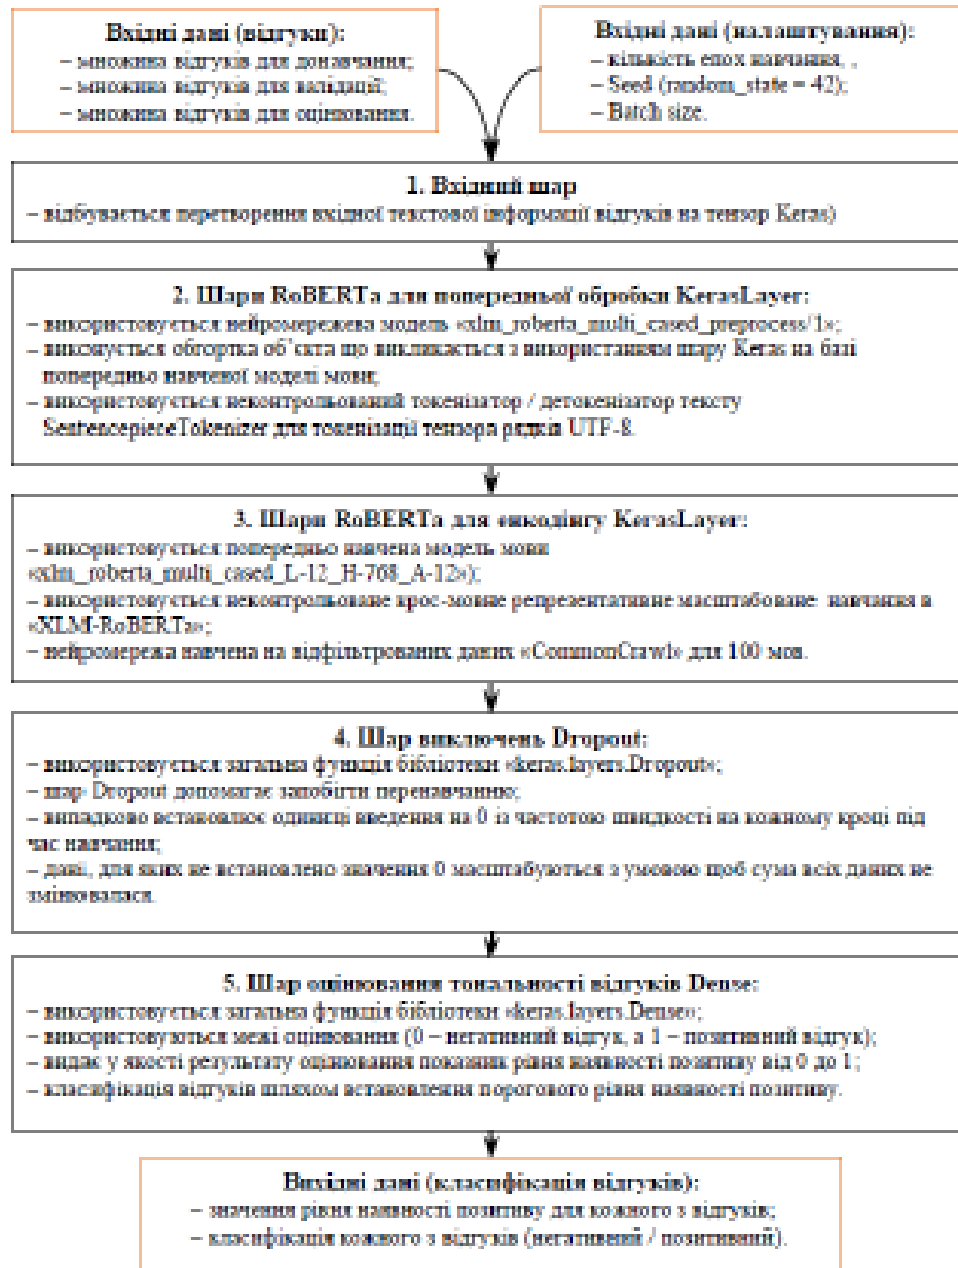 Вхідні дані (відгуки):
– множина відгуків для донавчання;
– множина відгуків для валідації;
– множина відгуків для оцінювання.
Вхідні дані (налаштування):
– кількість епох навчання, ,
– Seed (random_state = 42);
– Batch size.
1. Вхідний шар
– відбувається перетворення вхідної текстової інформації відгуків на тензор Keras)
2. Шари RoBERTa для попередньої обробки KerasLayer:
– використовується нейромережева модель «xlm_roberta_multi_cased_preprocess/1»;
– виконується обгортка об’єкта що викликається з використанням шару Keras на базі
попередньо навченої моделі мови;
– використовується неконтрольований токенізатор / детокенізатор тексту
SentencepieceTokenizer для токенізації тензора рядків UTF-8.
3. Шари RoBERTa для енкодінгу KerasLayer:
– використовується попередньо навчена модель мови
«xlm_roberta_multi_cased_L-12_H-768_A-12»);
– використовується неконтрольоване крос-мовне репрезентативне масштабоване навчання в
«XLM-RoBERTa»;
– нейромережа навчена на відфільтрованих даних «CommonCrawl» для 100 мов.
4. Шар виключень Dropout:
– використовується загальна функція бібліотеки «keras.layers.Dropout»;
– шар Dropout допомагає запобігти перенавчанню;
– випадково встановлює одиниці введення на 0 із частотою швидкості на кожному кроці під
час навчання;
– дані, для яких не встановлено значення 0 масштабуються з умовою щоб сума всіх даних не
змінювалася.
5. Шар оцінювання тональності відгуків Dense:
– використовується загальна функція бібліотеки «keras.layers.Dense»;
– використовуються межі оцінювання (0 – негативний відгук, а 1 – позитивний відгук);
– видає у якості результату оцінювання показник рівня наявності позитиву від 0 до 1;
– класифікація відгуків шляхом встановлення порогового рівня наявності позитиву.
Вихідні дані (класифікація відгуків):
– значення рівня наявності позитиву для кожного з відгуків;
– класифікація кожного з відгуків (негативний / позитивний).